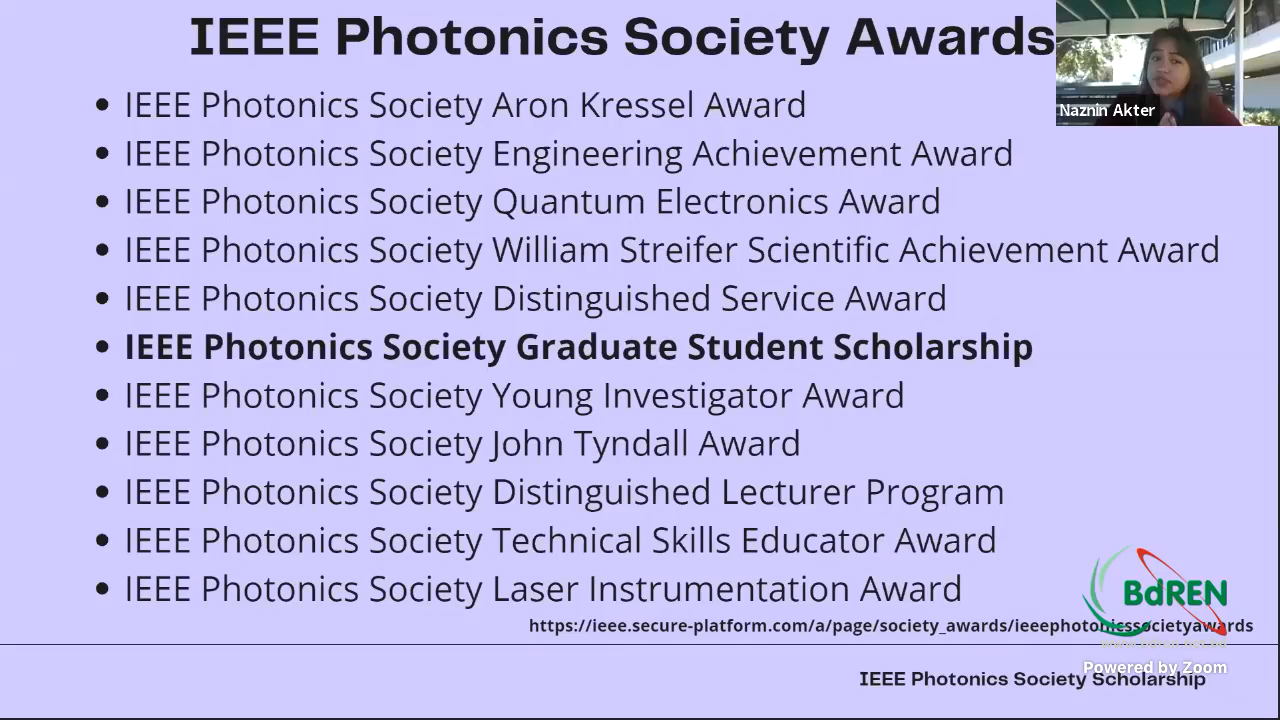 IEEE Photonics Society Awards
Naznin Akter
• IEEE Photonics Society Aron Kressel Award
• IEEE Photonics Society Engineering Achievement Award
• IEEE Photonics Society Quantum Electronics Award
• IEEE Photonics Society William Streifer Scientific Achievement Award
• IEEE Photonics Society Distinguished Service Award
• IEEE Photonics Society Graduate Student Scholarship
• IEEE Photonics Society Young Investigator Award
• IEEE Photonics Society John Tyndall Award
• IEEE Photonics Society Distinguished Lecturer Program
• IEEE Photonics Society Technical Skills Educator Award
• IEEE Photonics Society Laser Instrumentation Award
BdREN
https://ieee.secure-platform.com/a/page/society_awards/ieeephotonicssocietyawards
Powered by Zoom
IEEE Photonics Society Scholarship